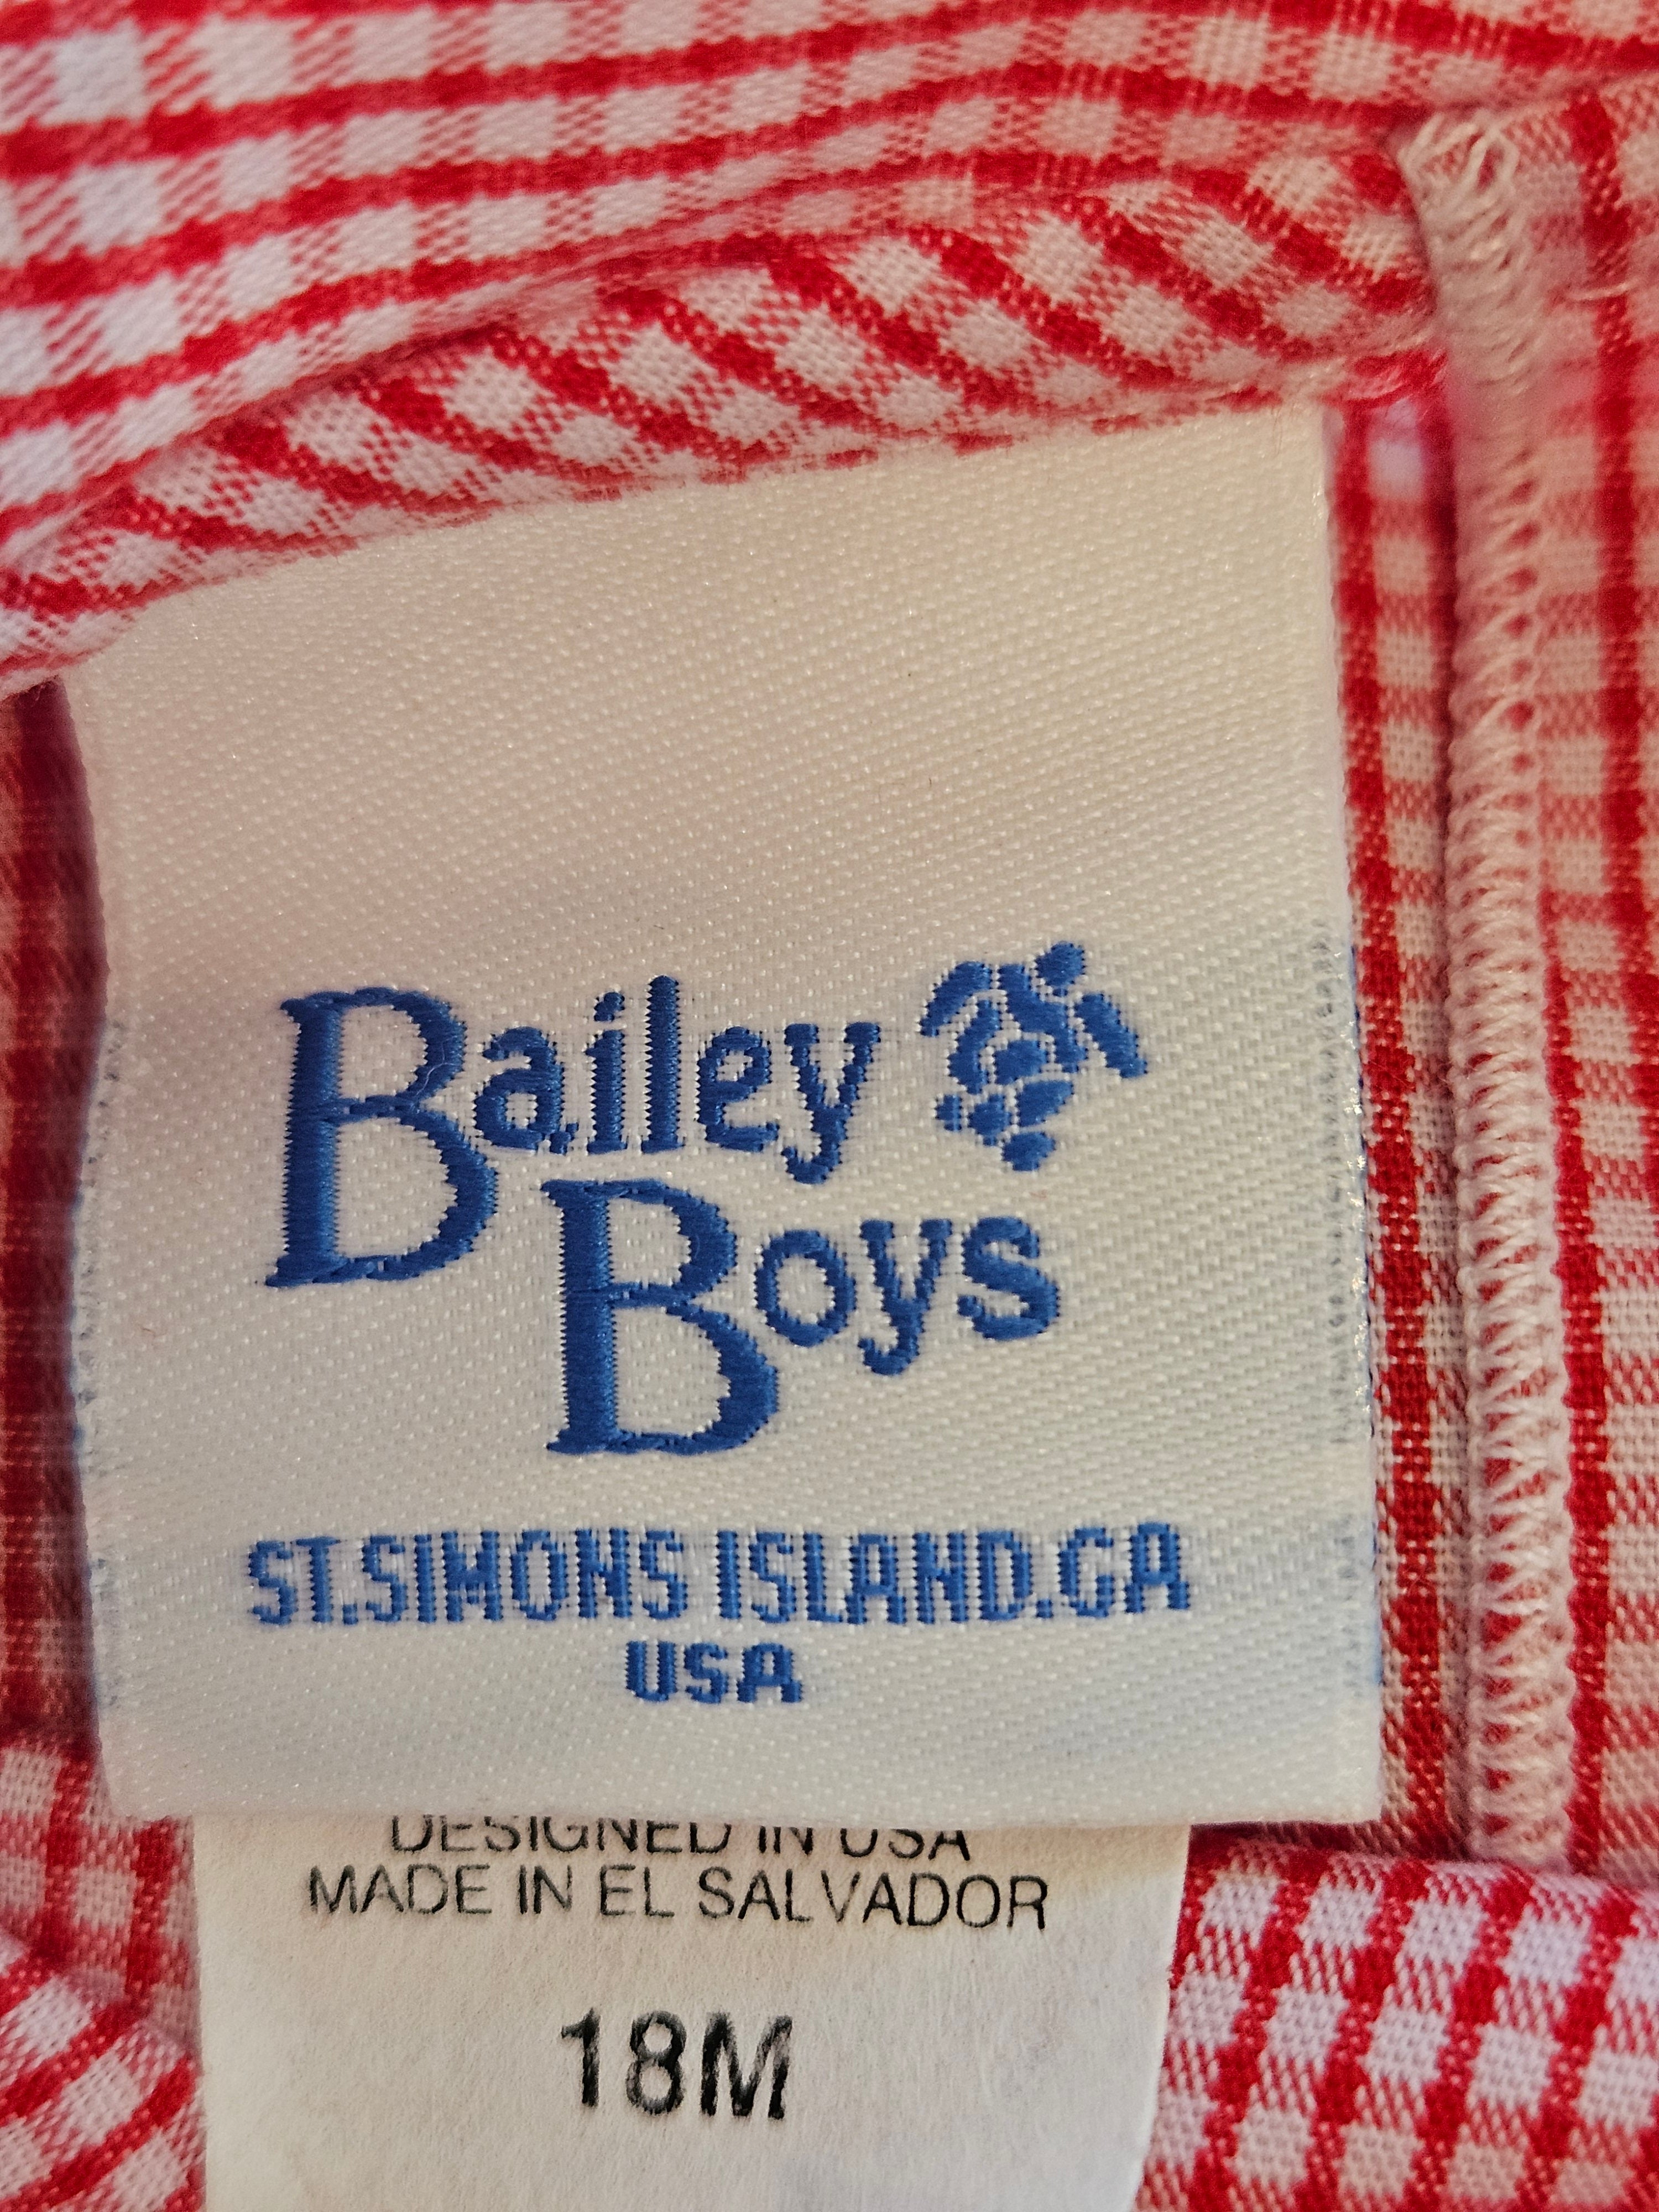 Bailey
Boys
ST.SIMONS ISLAND.GA
USA
DESIGNED IN USA
MADE IN EL SALVADOR
18M